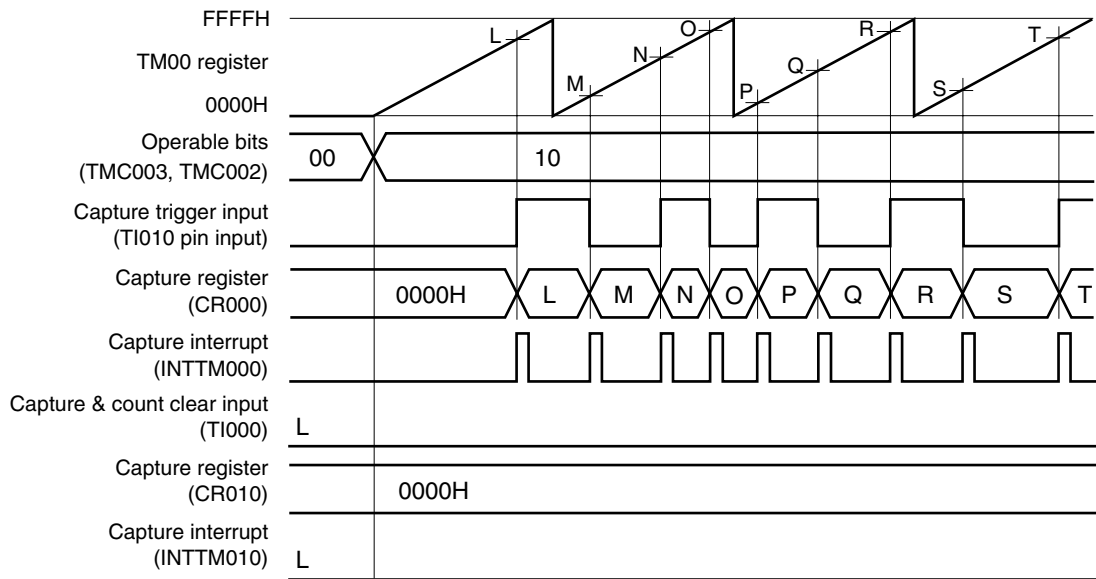 FFFFH
TM00 register
0000H
L M N O P Q R S T
Operable bits
(TMC003, TMC002)
00 10
Capture trigger input
(TI010 pin input)
Capture register
(CR000)
0000H L M N O P Q R S T
Capture interrupt
(INTTM000)
Capture & count clear input
(TI000)
L
Capture register
(CR010)
0000H
Capture interrupt
(INTTM010)
L